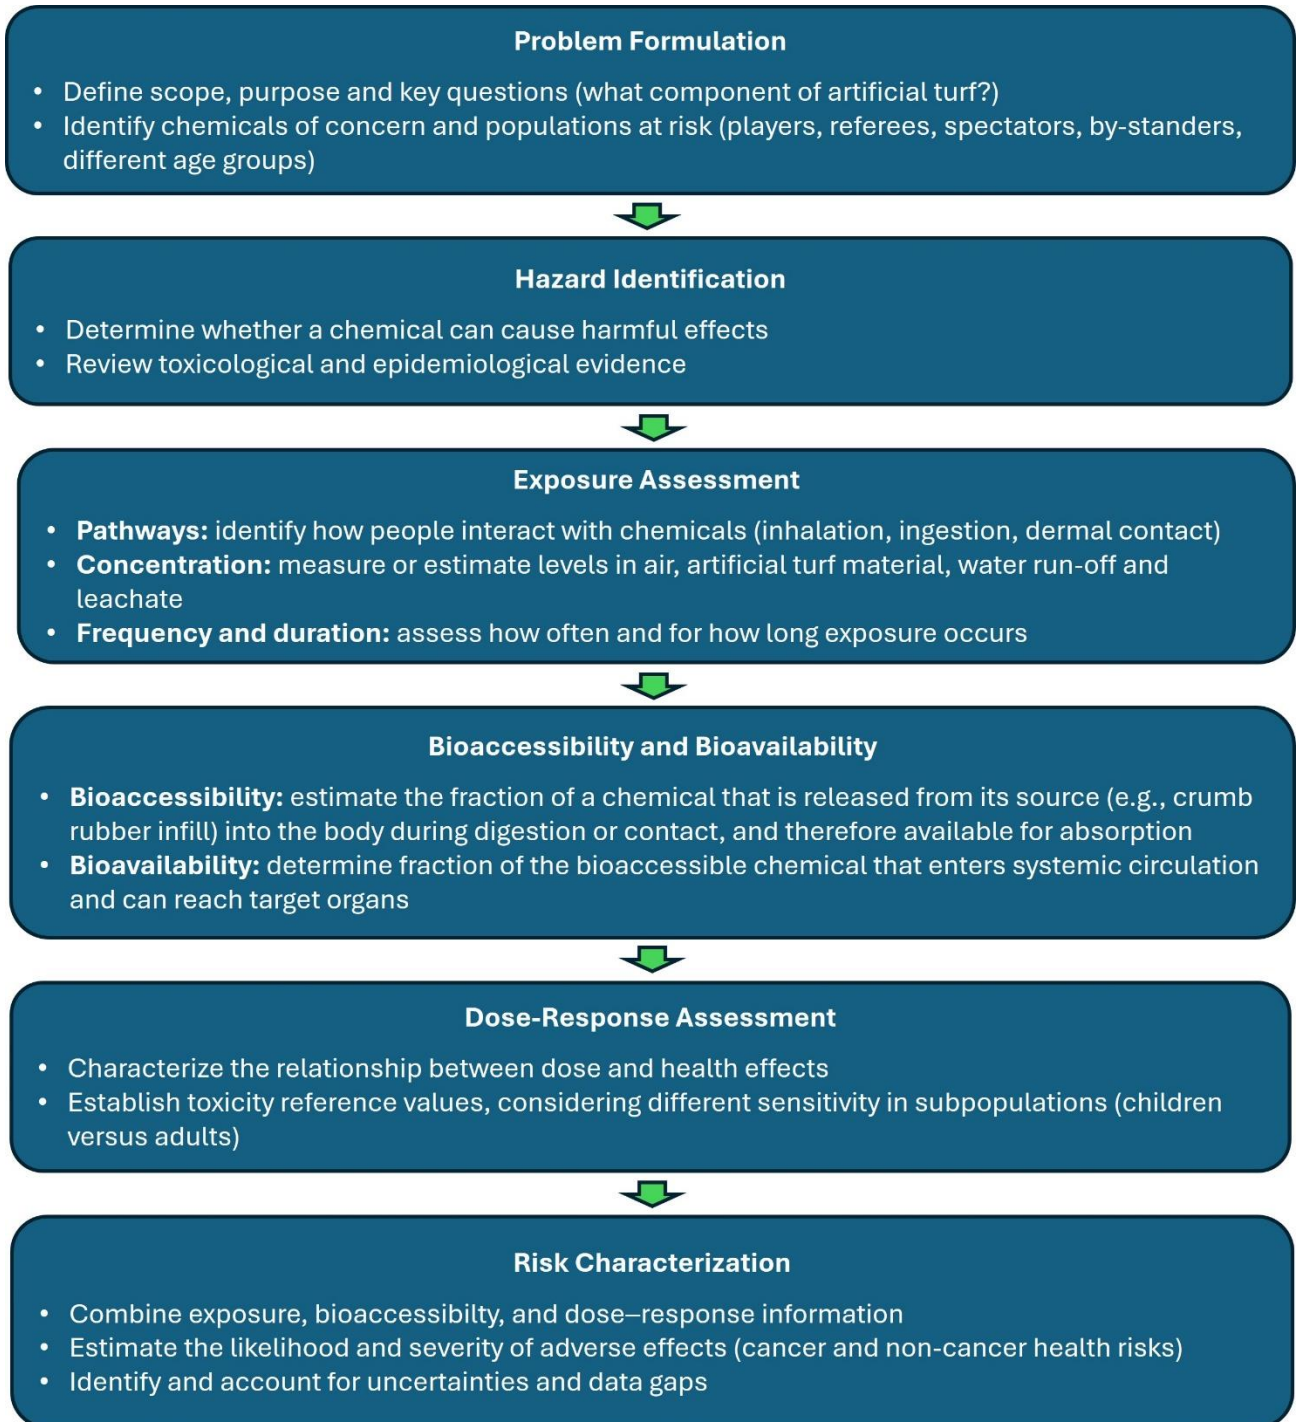 Problem Formulation
• Define scope, purpose and key questions (what component of artificial turf?)
• Identify chemicals of concern and populations at risk (players, referees, spectators, by-standers,
different age groups)
Hazard Identification
• Determine whether a chemical can cause harmful effects
• Review toxicological and epidemiological evidence
Exposure Assessment
• Pathways: identify how people interact with chemicals (inhalation, ingestion, dermal contact)
• Concentration: measure or estimate levels in air, artificial turf material, water run-off and
leachate
• Frequency and duration: assess how often and for how long exposure occurs
Bioaccessibility and Bioavailability
• Bioaccessibility: estimate the fraction of a chemical that is released from its source (e.g., crumb
rubber infill) into the body during digestion or contact, and therefore available for absorption
• Bioavailability: determine fraction of the bioaccessible chemical that enters systemic circulation
and can reach target organs
Dose-Response Assessment
• Characterize the relationship between dose and health effects
• Establish toxicity reference values, considering different sensitivity in subpopulations (children
versus adults)
Risk Characterization
• Combine exposure, bioaccessibilty, and dose–response information
• Estimate the likelihood and severity of adverse effects (cancer and non-cancer health risks)
• Identify and account for uncertainties and data gaps